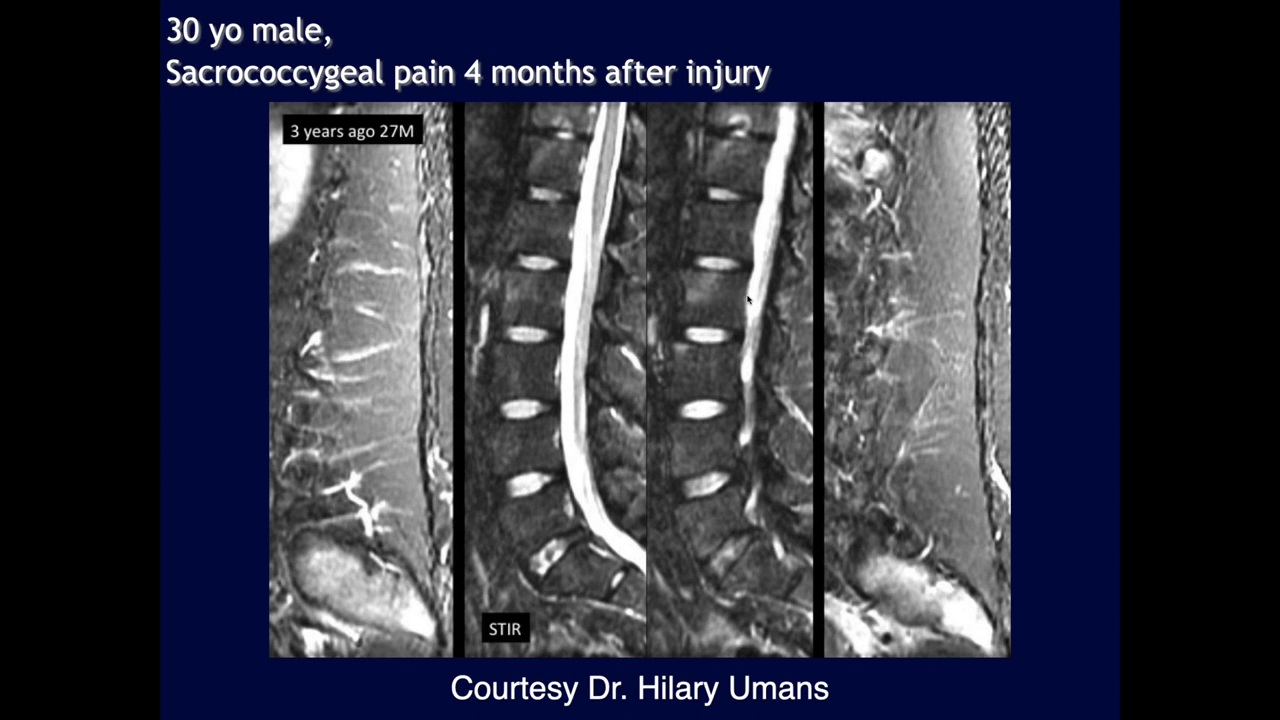 30 yo male,
Sacrococcygeal pain 4 months after injury
3 years ago 27M
STIR
Courtesy Dr. Hilary Umans